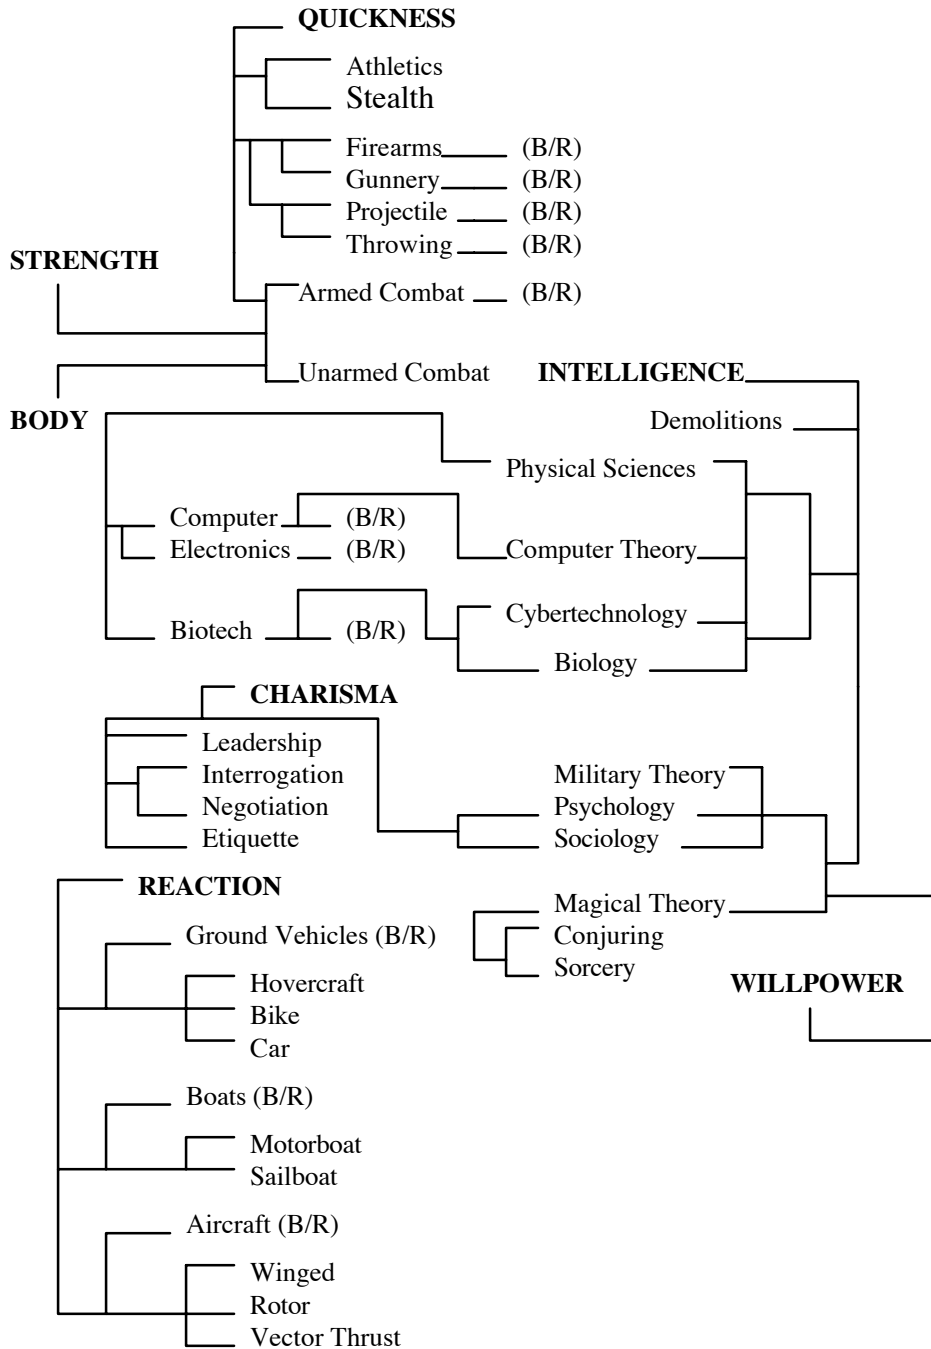 QUICKNESS
Athletics
Stealth
Firearms (B/R)
Gunnery (B/R)
Projectile (B/R)
Throwing (B/R)
STRENGTH
Armed Combat (B/R)
Unarmed Combat INTELLIGENCE
BODY Demolitions
Physical Sciences
Computer (B/R)
Electronics (B/R) Computer Theory
Cybertechnology
Biotech (B/R)
Biology
CHARISMA
Leadership
Interrogation Military Theory
Negotiation Psychology
Etiquette Sociology
REACTION
Magical Theory
Ground Vehicles (B/R) Conjuring
Sorcery
Hovercraft WILLPOWER
Bike
Car
Boats (B/R)
Motorboat
Sailboat
Aircraft (B/R)
Winged
Rotor
Vector Thrust